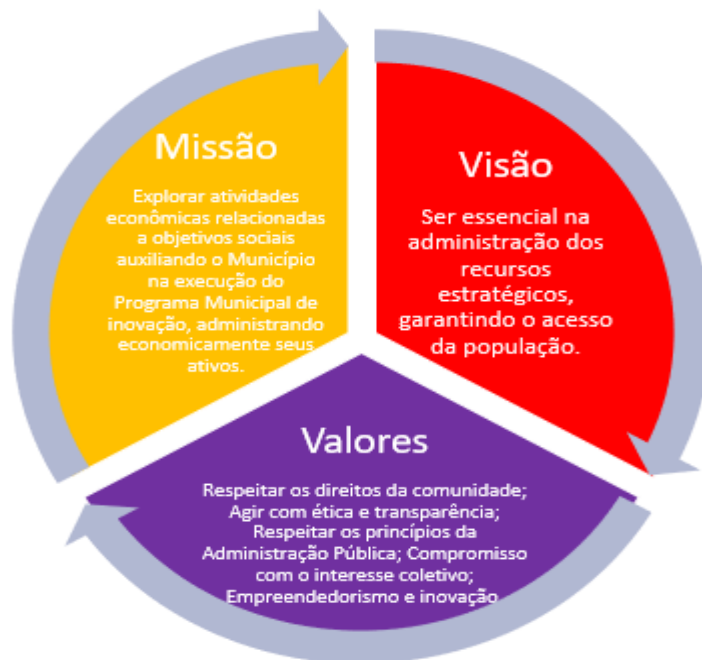 Missão
Explorar atividades
econômicas relacionadas
a objetivos sociais
auxiliando o Município
na execução do
Programa Municipal de
inovação, administrando
economicamente seus
ativos.
Visão
Ser essencial na
administração dos
recursos
estratégicos,
garantindo o acesso
da população.
Valores
Respeitar os direitos da comunidade;
Agir com ética e transparência;
Respeitar os princípios da
Administração Pública; Compromisso
com o interesse coletivo;
Empreendedorismo e inovação